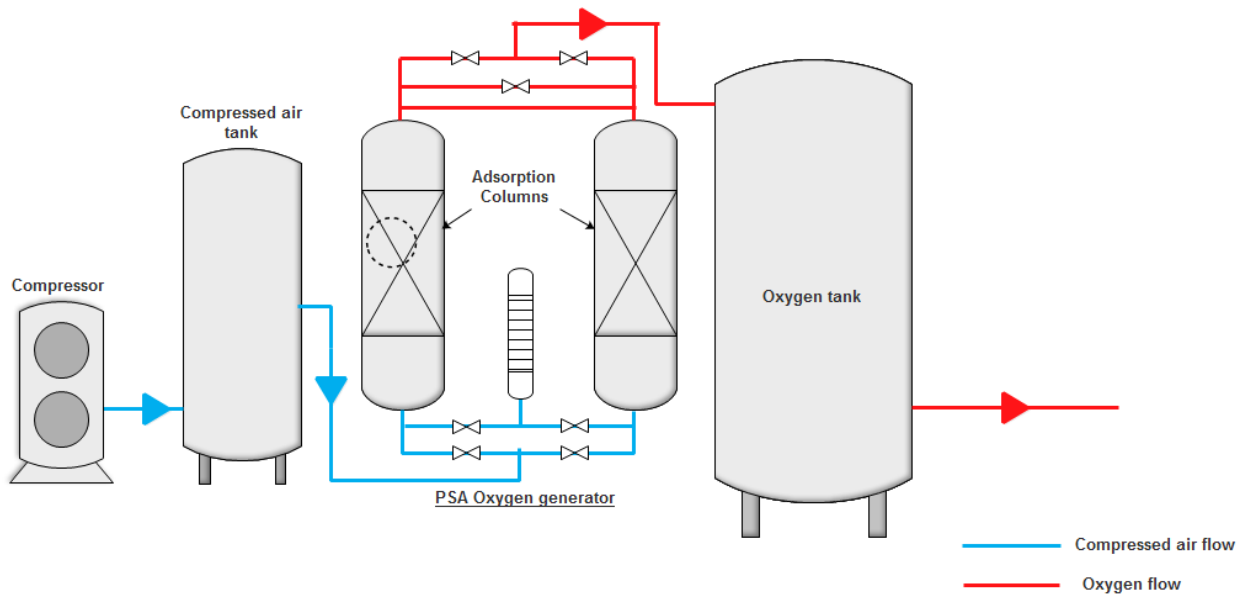 Compressed air
tank
Adsorption
Columns
Compressor
Oxygen tank
PSA Oxygen generator
Compressed air flow
Oxygen flow